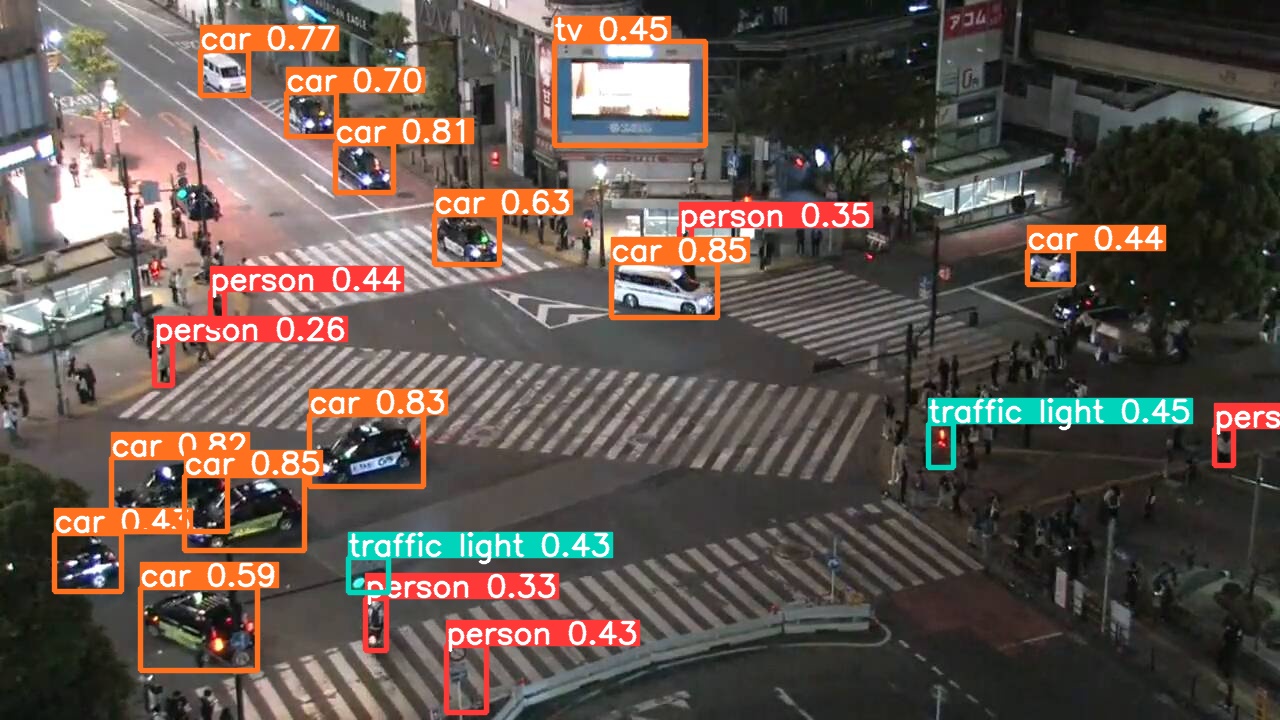 AMERICAN EAGLE
car 0.77
tv 0.45
アコム
car 0.70
car 0.81
car 0.63
person 0.35
car 0.85
car 0.44
person 0.44
person 0.26
car 0.83
traffic light 0.45
pers
car 0.82
car 0.85
car 0.43
traffic light 0.43
car 0.59
person 0.33
person 0.43